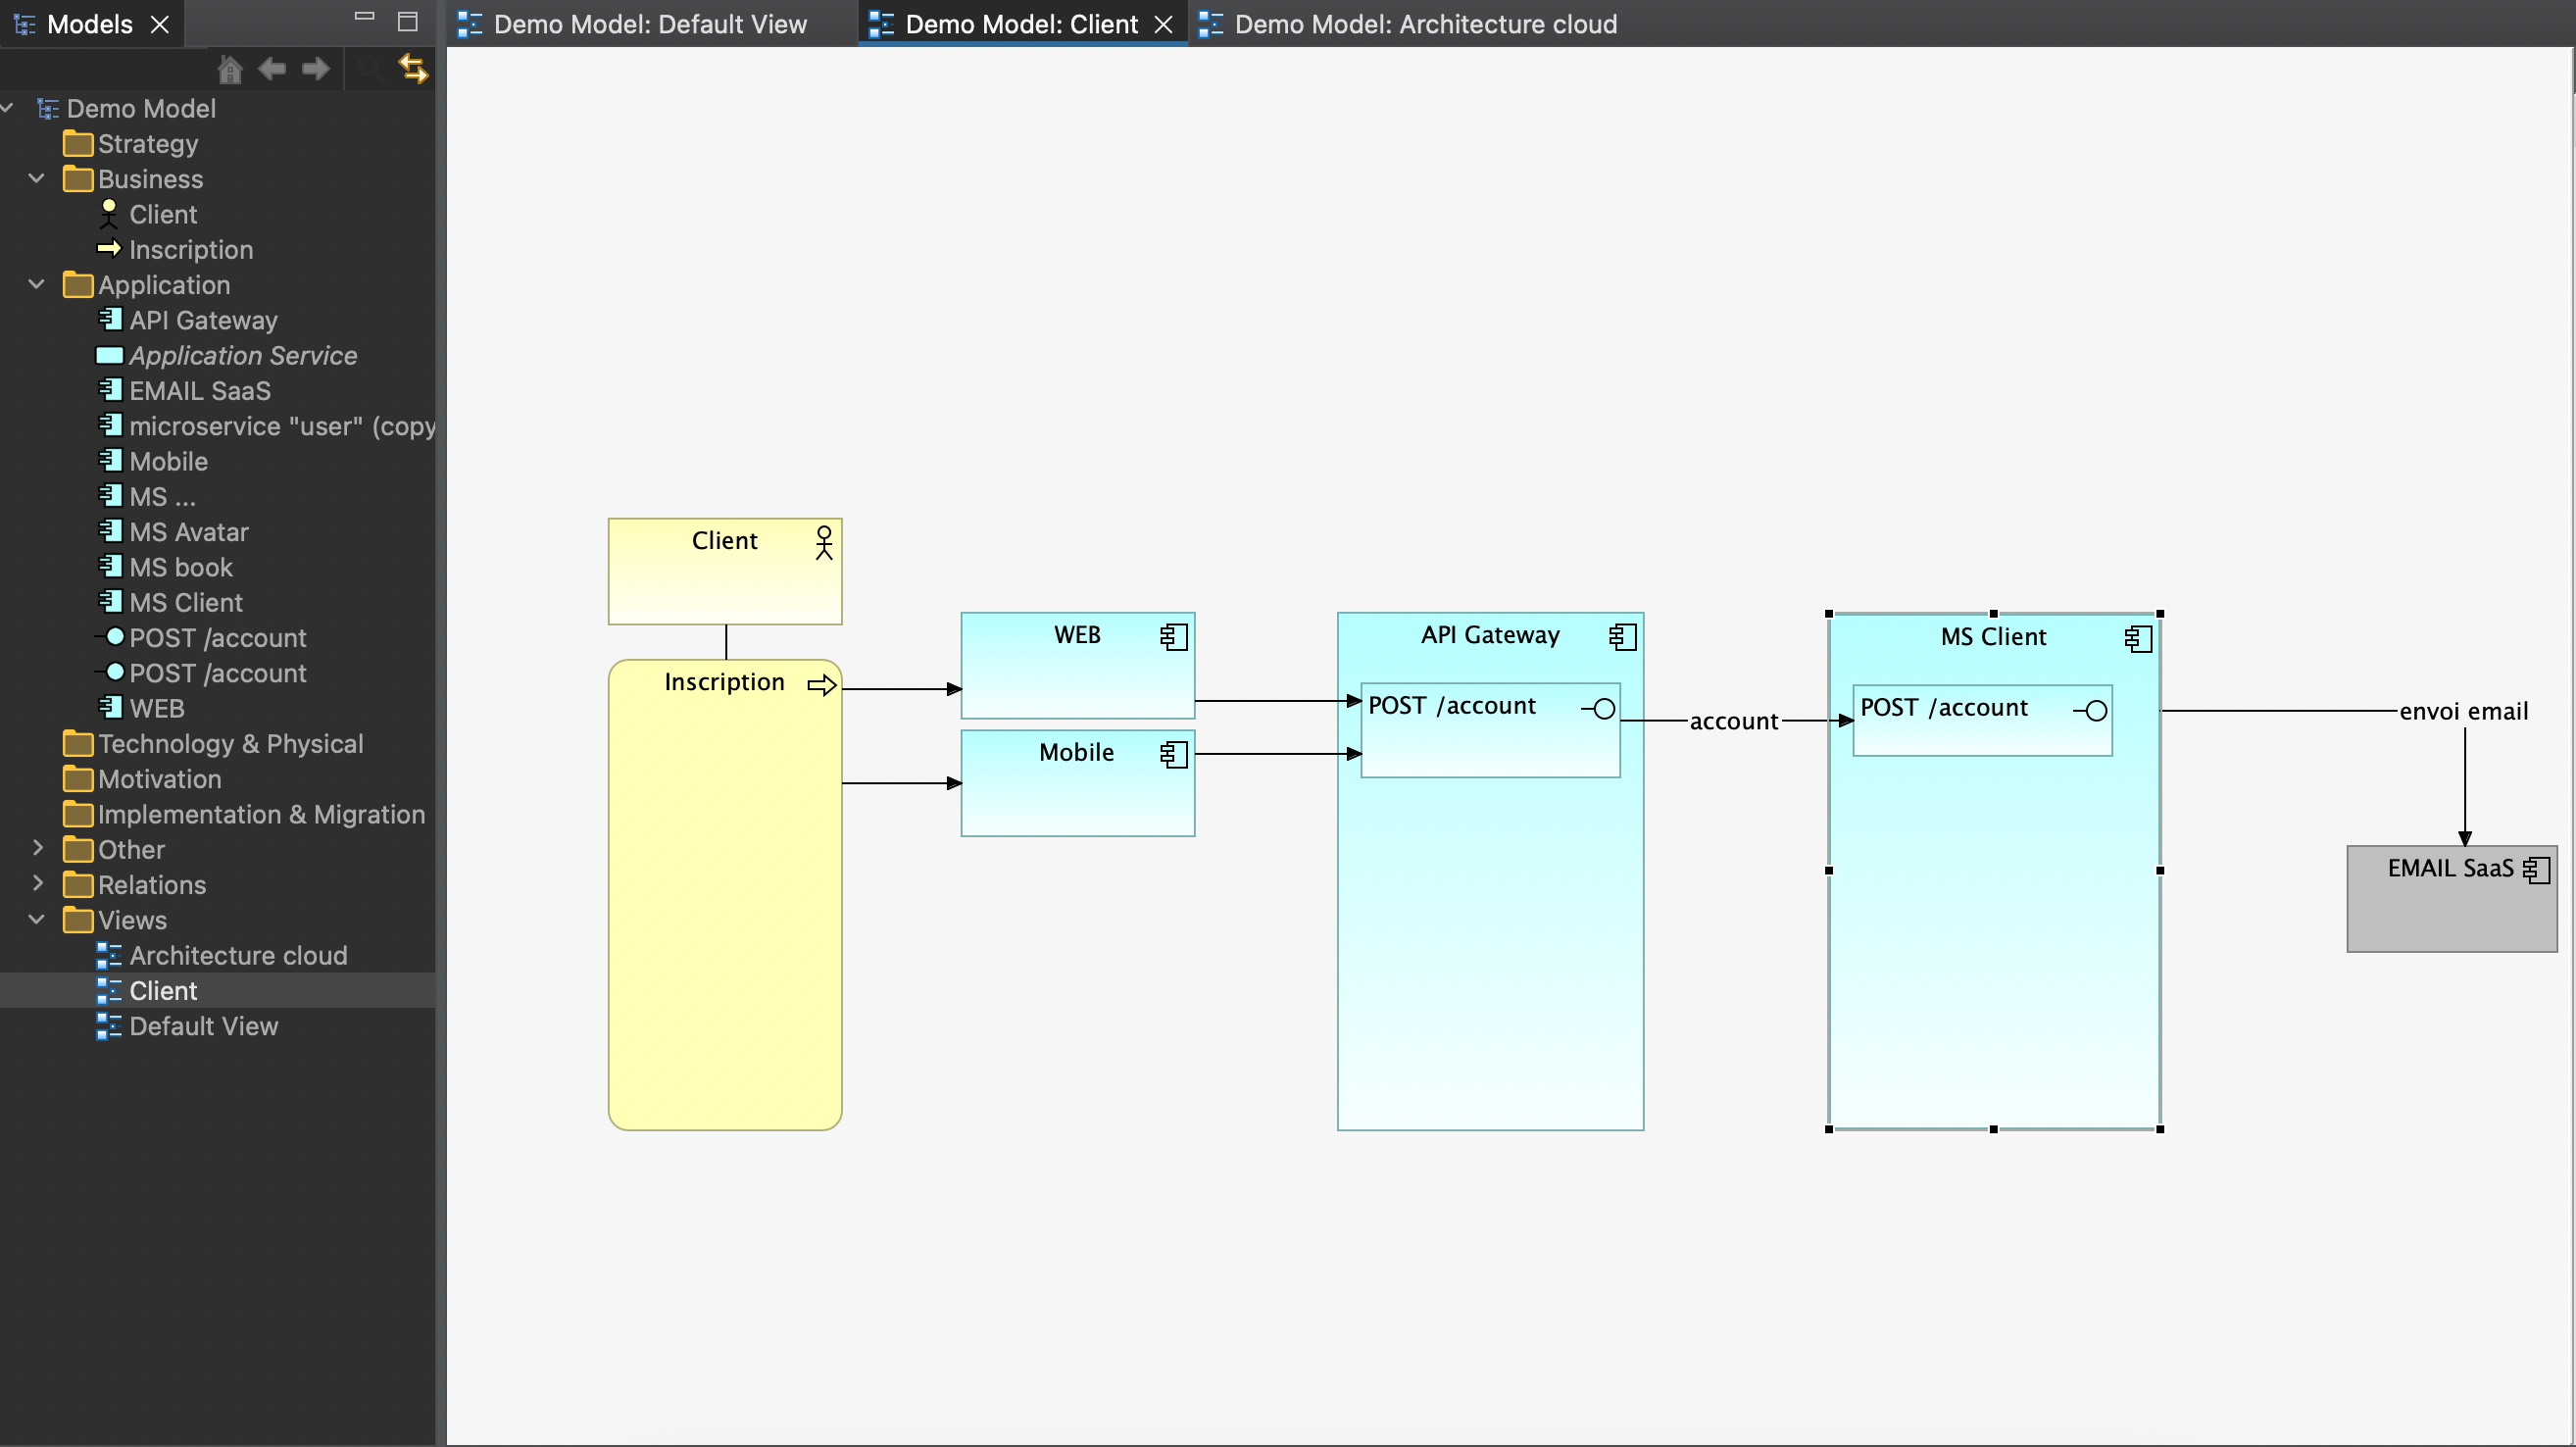 Models
Demo Model: Default View
Demo Model: Client
Demo Model: Architecture cloud
Demo Model
Strategy
Business
Client
Inscription
Application
API Gateway
Application Service
EMAIL SaaS
microservice "user" (copy
Mobile
MS ...
MS Avatar
MS book
MS Client
POST /account
POST /account
WEB
Technology & Physical
Motivation
Implementation & Migration
Other
Relations
Views
Architecture cloud
Client
Default View
Client
Inscription
WEB
Mobile
API Gateway
POST /account
account
MS Client
POST /account
envoi email
EMAIL SaaS